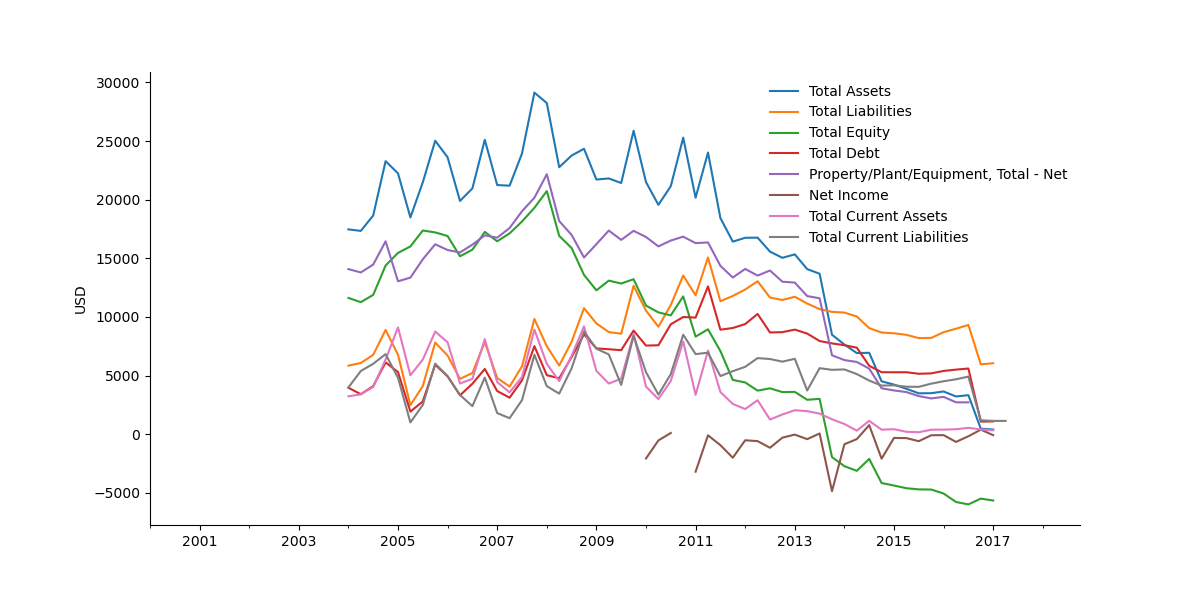 USD
30000
25000
20000
15000
10000
5000
0
−5000
2001 2003 2005 2007 2009 2011 2013 2015 2017
Total Assets
Total Liabilities
Total Equity
Total Debt
Property/Plant/Equipment, Total - Net
Net Income
Total Current Assets
Total Current Liabilities